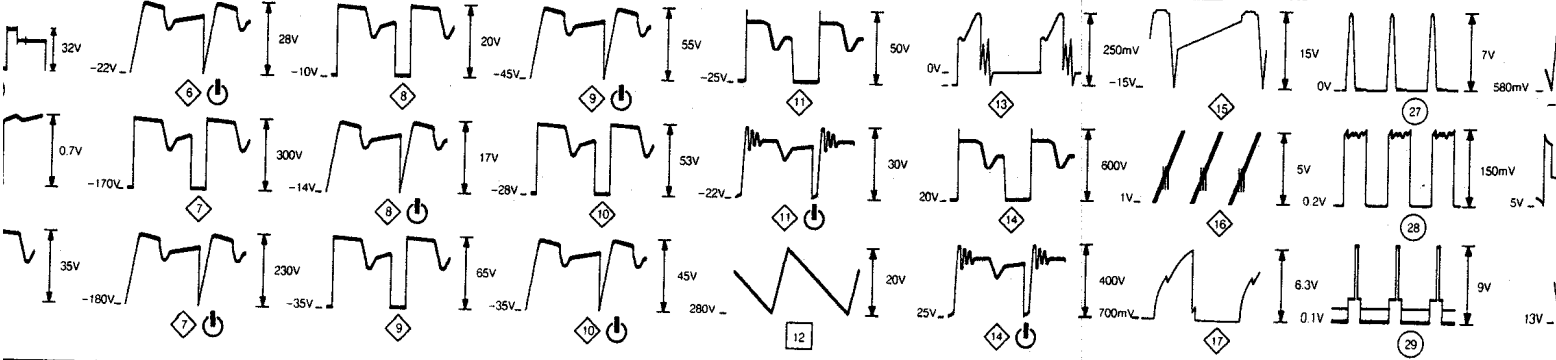 32V
-22V
6
28V
-10V
8
20V
-45V
9
55V
-25V
11
50V
0V
13
250mV
-15V
15
15V
0V
27
7V
580mV
0.7V
-170V
7
300V
-14V
8
17V
-28V
10
53V
-22V
11
30V
20V
14
600V
1V
16
5V
0.2V
28
150mV
5V
35V
-180V
7
230V
-35V
9
65V
-35V
10
45V
280V
12
20V
25V
14
400V
700mV
17
6.3V
0.1V
29
9V
13V